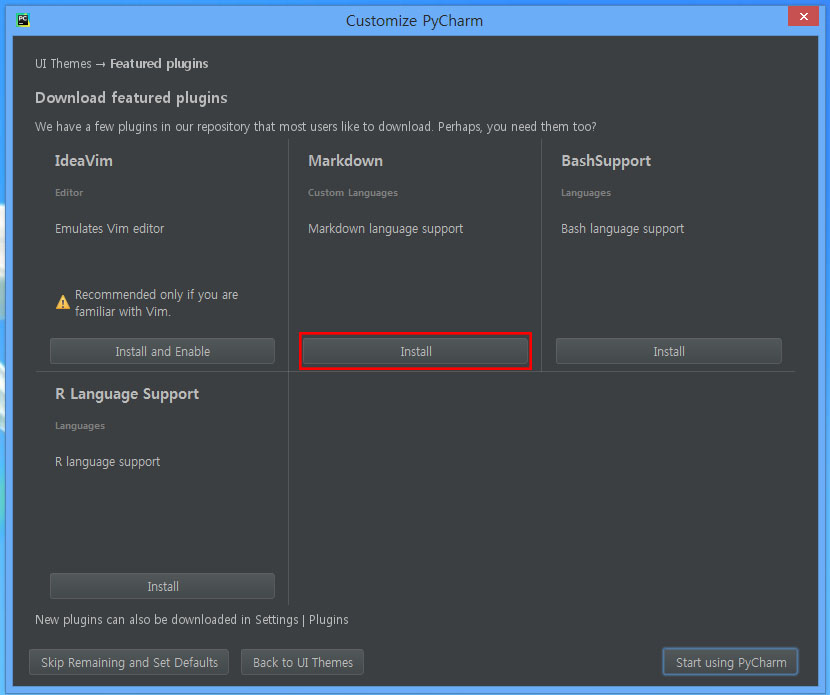 PC
Customize PyCharm
UI Themes → Featured plugins
Download featured plugins
We have a few plugins in our repository that most users like to download. Perhaps, you need them too?
IdeaVim
Editor
Emulates Vim editor
Recommended only if you are
familiar with Vim.
Install and Enable
Markdown
Custom Languages
Markdown language support
Install
BashSupport
Languages
Bash language support
Install
R Language Support
Languages
R language support
Install
New plugins can also be downloaded in Settings | Plugins
Skip Remaining and Set Defaults
Back to UI Themes
Start using PyCharm